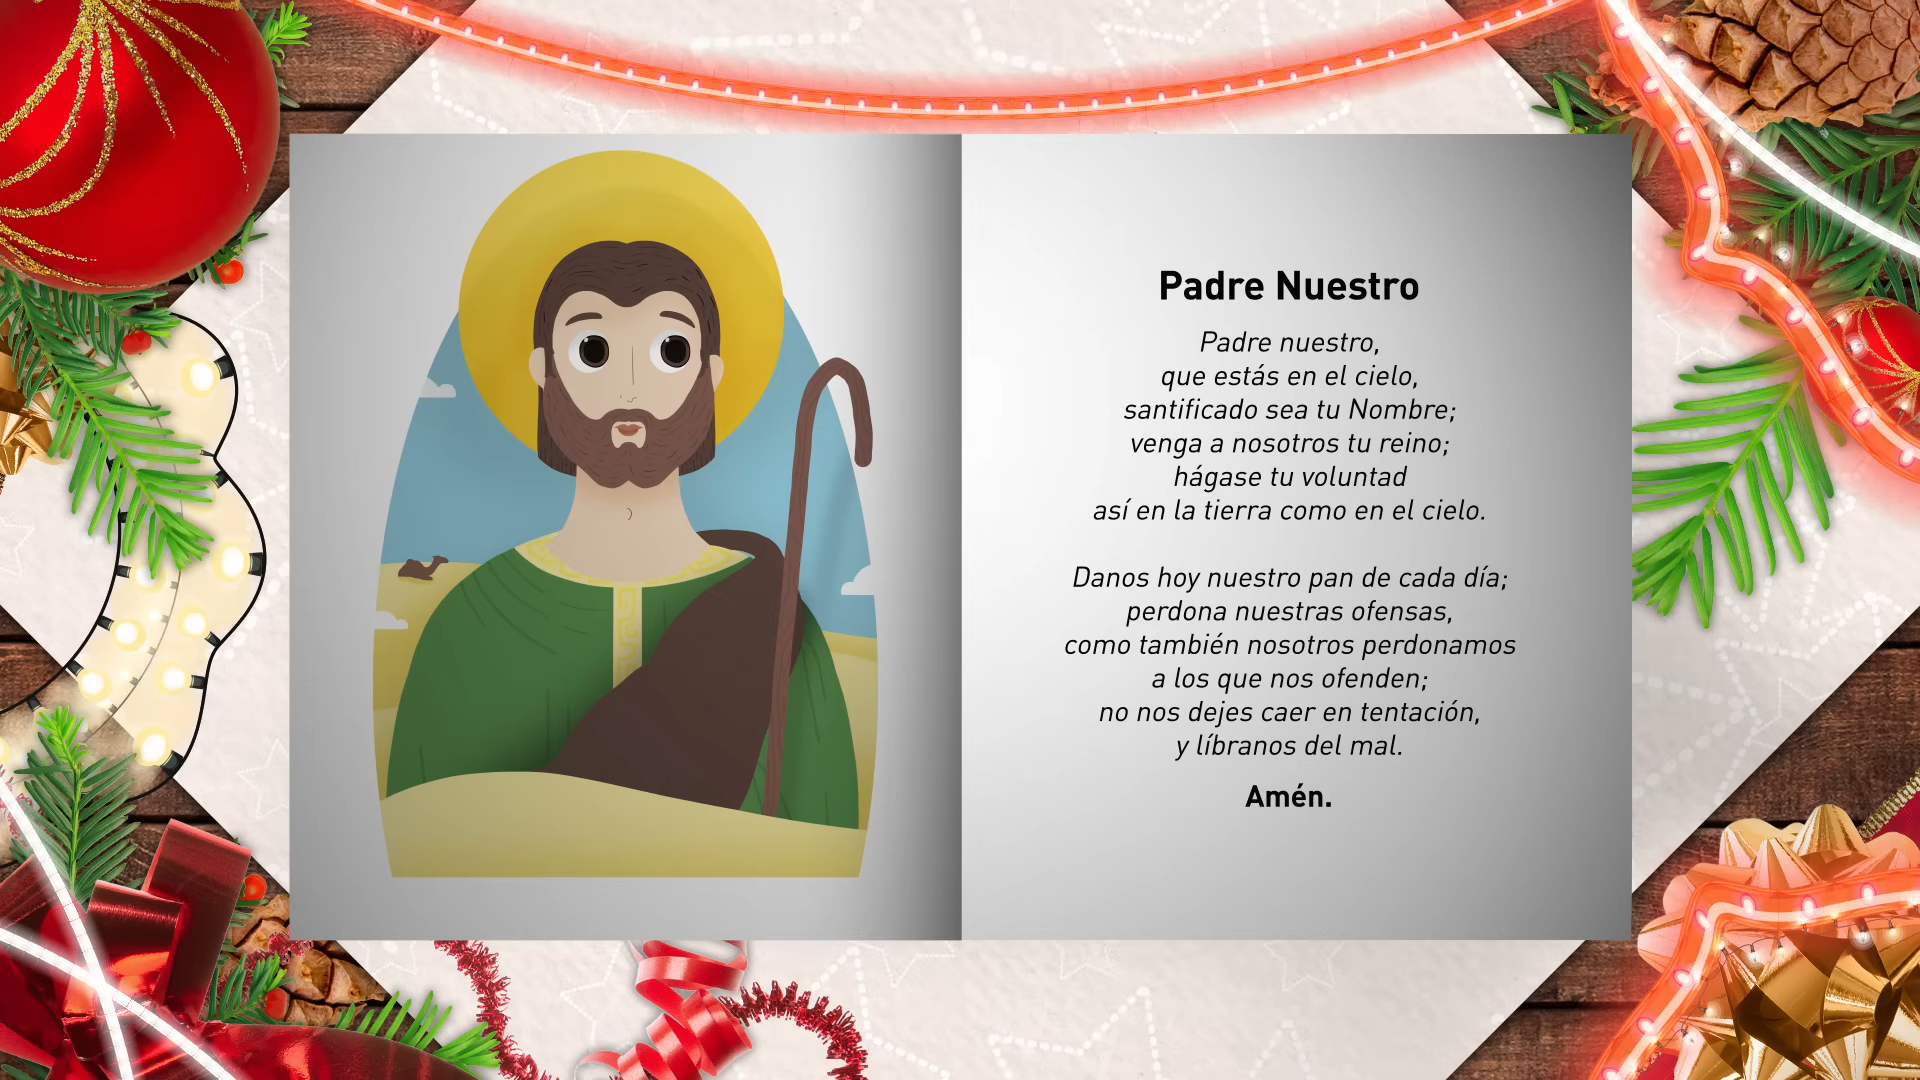 Padre Nuestro
Padre nuestro,
que estás en el cielo,
santificado sea tu Nombre;
venga a nosotros tu reino;
hágase tu voluntad
así en la tierra como en el cielo.
Danos hoy nuestro pan de cada día;
perdona nuestras ofensas,
como también nosotros perdonamos
a los que nos ofenden;
no nos dejes caer en tentación,
y líbranos del mal.
Amén.